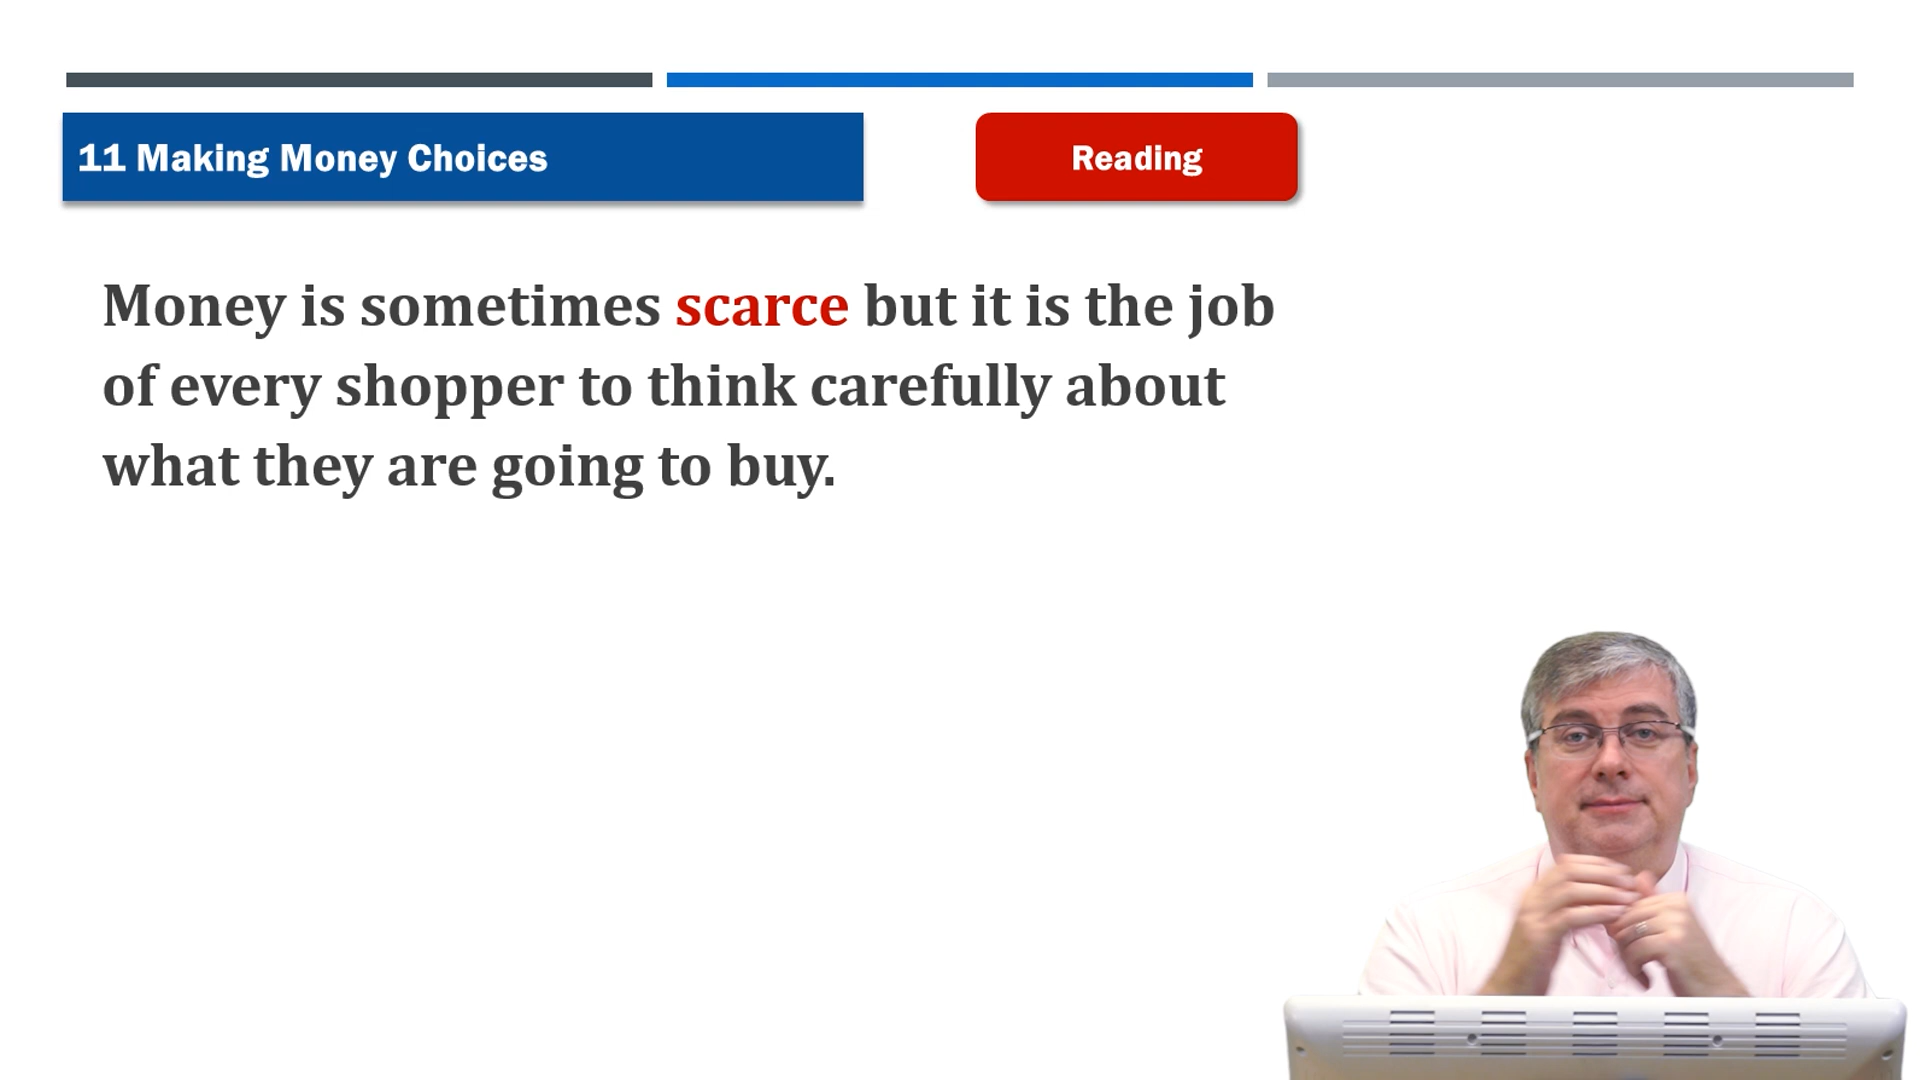 11 Making Money Choices
Reading
Money is sometimes scarce but it is the job
of every shopper to think carefully about
what they are going to buy.